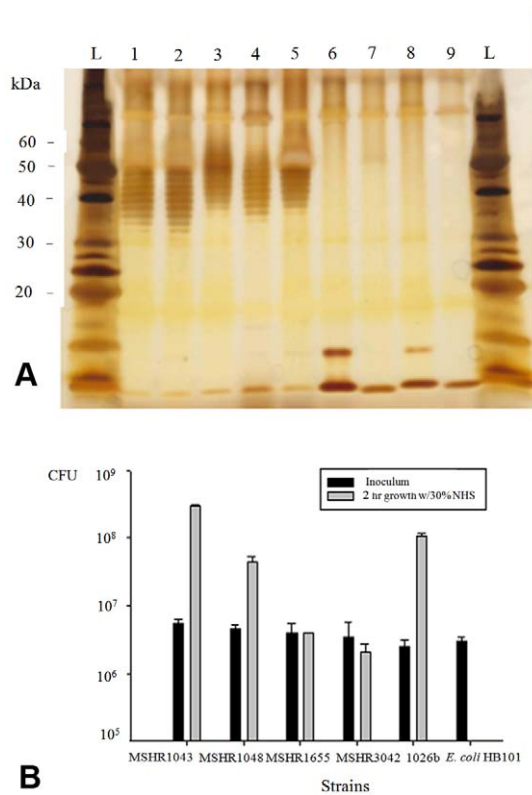 L 1 2 3 4 5 6 7 8 9 L
kDa
60
50
40
30
20
A
CFU
10⁹
10⁸
10⁷
10⁶
10⁵
Inoculum
2 hr growth w/30%NHS
MSHR1043 MSHR1048 MSHR1655 MSHR3042 1026b E. coli HB101
Strains
B